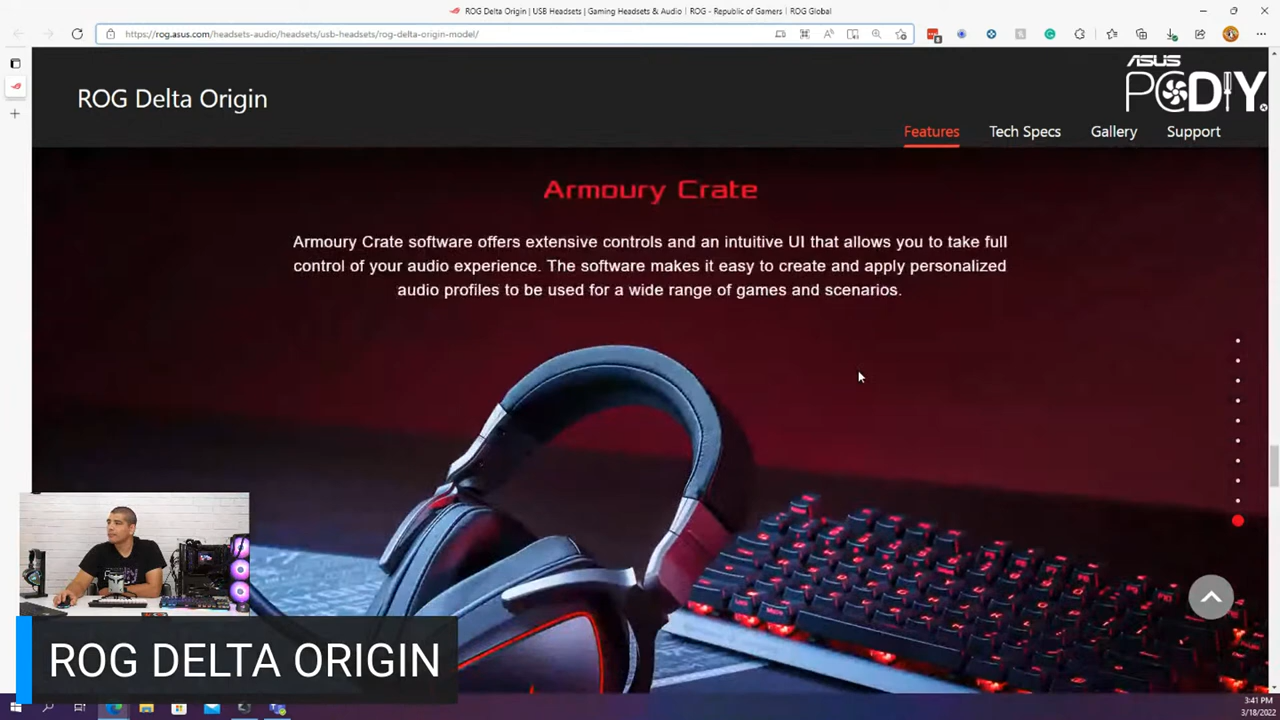 ROG Delta Origin | USB Headsets | Gaming Headsets & Audio | ROG - Republic of Gamers | ROG Global
https://rog.asus.com/headsets-audio/headsets/usb-headsets/rog-delta-origin-model/
ROG Delta Origin
ASUS
PCDIY
Features
Tech Specs
Gallery
Support
Armoury Crate
Armoury Crate software offers extensive controls and an intuitive UI that allows you to take full
control of your audio experience. The software makes it easy to create and apply personalized
audio profiles to be used for a wide range of games and scenarios.
ROG DELTA ORIGIN
3:41 PM
3/18/2022